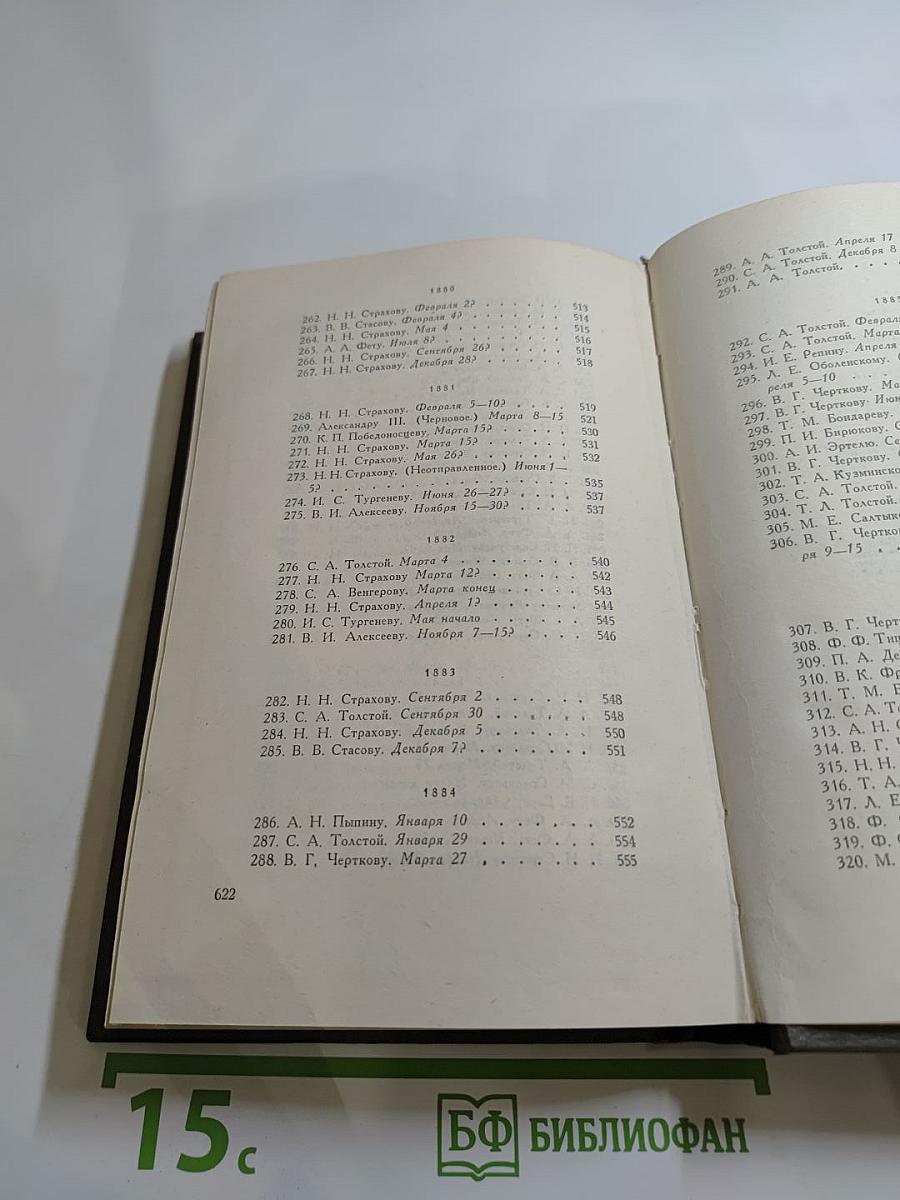 1880
262. Н. Н. Страхову. Февраля 2? . . . . . . . 513
263. В. В. Стасову. Февраля 4? . . . . . . . 514
264. Н. Н. Страхову. Мая 4 . . . . . . . 515
265. А. А. Фету. Июля 8? . . . . . . . 516
266. Н. Н. Страхову. Сентября 26? . . . . . . 517
267. Н. Н. Страхову. Декабря 28? . . . . . . 518
1881
268. Н. Н. Страхову. Февраля 5—10? . . . . 519
269. Александру III. (Черновое.) Марта 8—15 521
270. К. П. Победоносцеву, Марта 15? . . . . . 530
271. Н. Н. Страхову. Марта 15? . . . . . . 531
272. Н. Н. Страхову. Мая 26? . . . . . . . 532
273. Н. Н. Страхову. (Неотправленное.) Июня 1—
5? . . . . . . . . . . . . . . . 535
274. И. С. Тургеневу. Июня 26—27? . . . . 537
275. В. И. Алексееву. Ноября 15—30? . . . . 537
1882
276. С. А. Толстой. Марта 4 . . . . . . . . 540
277. Н. Н. Страхову Марта 12? . . . . . . 542
278. С. А. Венгерову. Марта конец . . . . . 543
279. Н. Н. Страхову. Апреля 1? . . . . . . 544
280. И. С. Тургеневу. Мая начало . . . . . 545
281. В. И. Алексееву. Ноября 7—15? . . . . 546
1883
282. Н. Н. Страхову. Сентября 2 . . . . . . 548
283. С. А. Толстой. Сентября 30 . . . . . . 548
284. Н. Н. Страхову. Декабря 5 . . . . . . 550
285. В. В. Стасову. Декабря 7? . . . . . . . 551
1884
286. А. Н. Пыпину. Января 10 . . . . . . . 552
287. С. А. Толстой. Января 29 . . . . . . . 554
288. В. Г. Черткову. Марта 27 . . . . . . . 555
622
289. А. А. Толстой. Апреля 17
290. С. А. Толстой. Декабря 8
291. А. А. Толстой. . . . .
292. С. А. Толстой.
293. С. А. Толстой. Марта
294. И. Е. Репину. Апреля
295. Л. Е. Оболенскому.
реля 5—10 . . . .
296. В. Г. Черткову.
297. В. Г. Черткову.
298. Т. М. Бондареву.
299. П. И. Бирюкову.
300. А. И. Эртелю.
301. В. Г. Черткову.
302. Т. А.
303. С. А. Толстой.
304. Т. Л. Толстой.
305. М. Е.
306. В. Г.
ря 9—15 . .
307. В. Г.
308. Ф. Ф.
309. П. А.
310. В. К.
311. Т. М.
312. С. А.
313. А. Н.
314. В. Г.
315. Н. Н.
316. Т. А.
317. Л. Е
318. Ф.
319. Ф.
320. М.
15 с
БФ БИБЛИОФАН